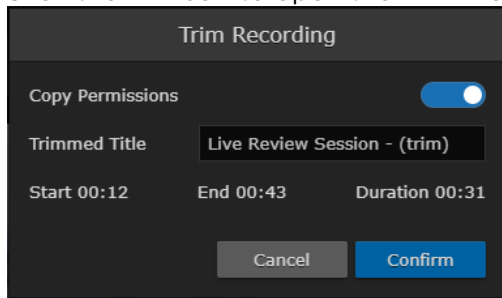 Trim Recording
Copy Permissions
Trimmed Title Live Review Session - (trim)
Start 00:12 End 00:43 Duration 00:31
Cancel Confirm